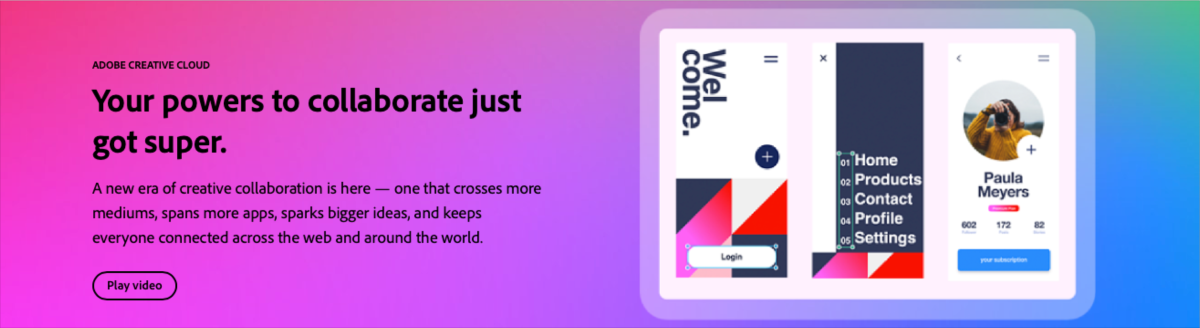 ADOBE CREATIVE CLOUD
Your powers to collaborate just
got super.
A new era of creative collaboration is here — one that crosses more
mediums, spans more apps, sparks bigger ideas, and keeps
everyone connected across the web and around the world.
Play video
Wel
come.
Login
01 Home
02 Products
03 Contact
04 Profile
05 Settings
Paula
Meyers
602 172 82
your subscription